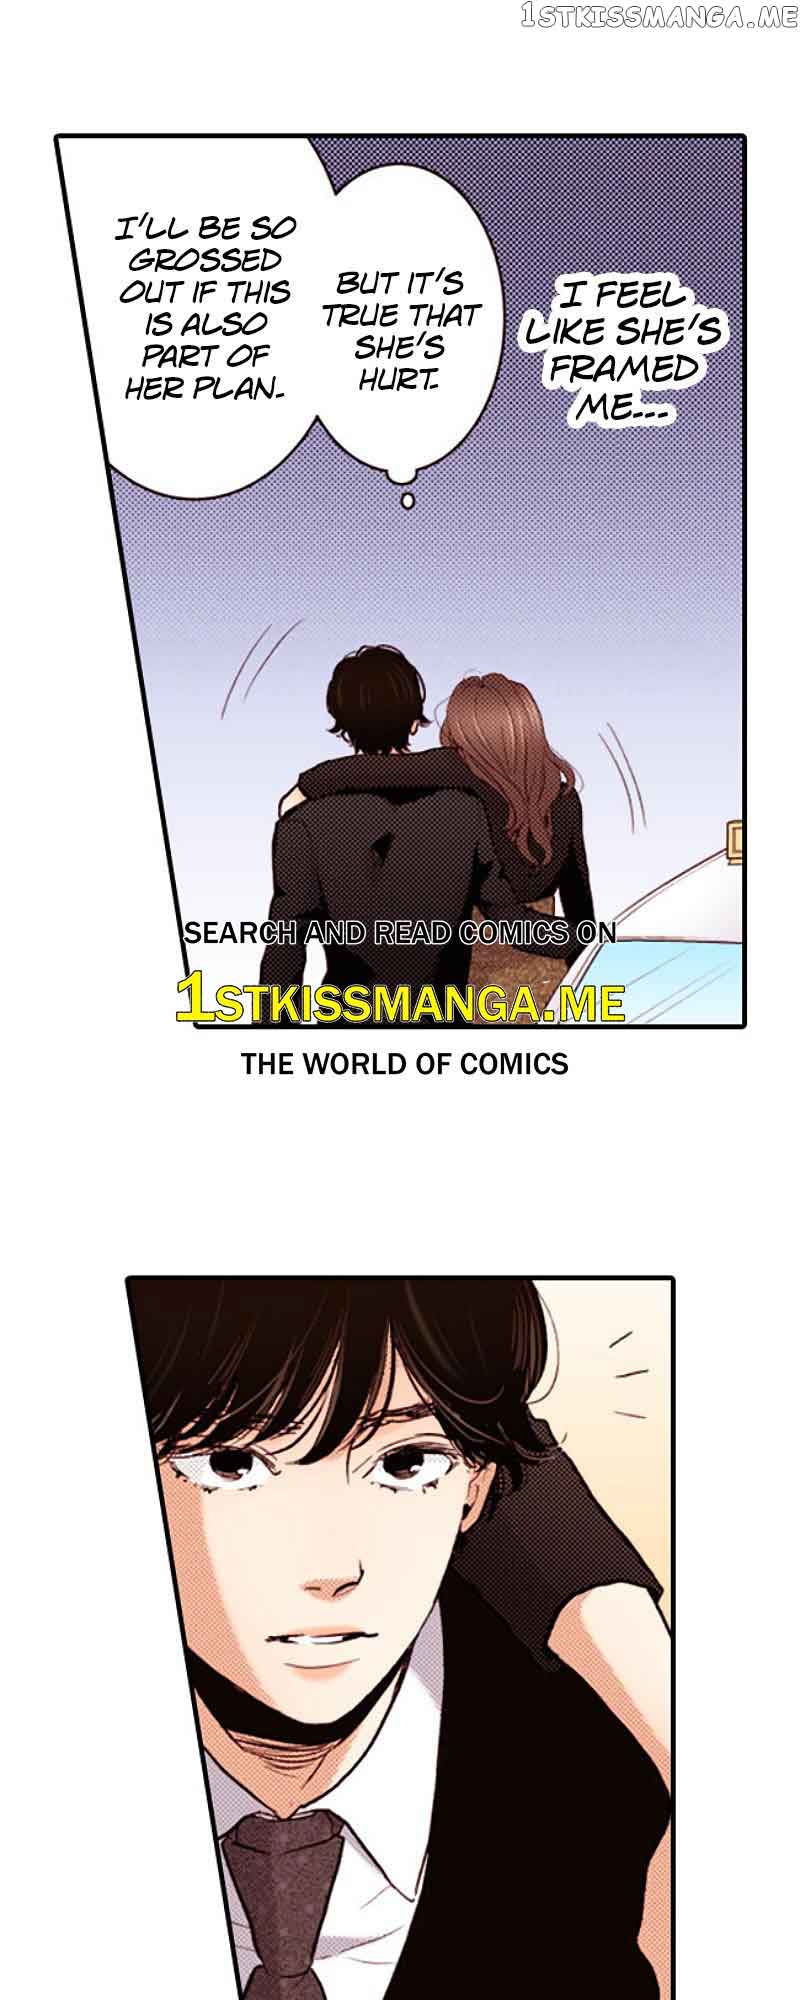 1STKISSMANGA.ME
I FEEL
LIKE SHE'S
FRAMED
ME...
BUT IT'S
TRUE THAT
SHE'S
HURT.
I'LL BE SO
GROSSED
OUT IF THIS
IS ALSO
PART OF
HER PLAN.
SEARCH AND READ COMICS ON
1STKISSMANGA.ME
THE WORLD OF COMICS